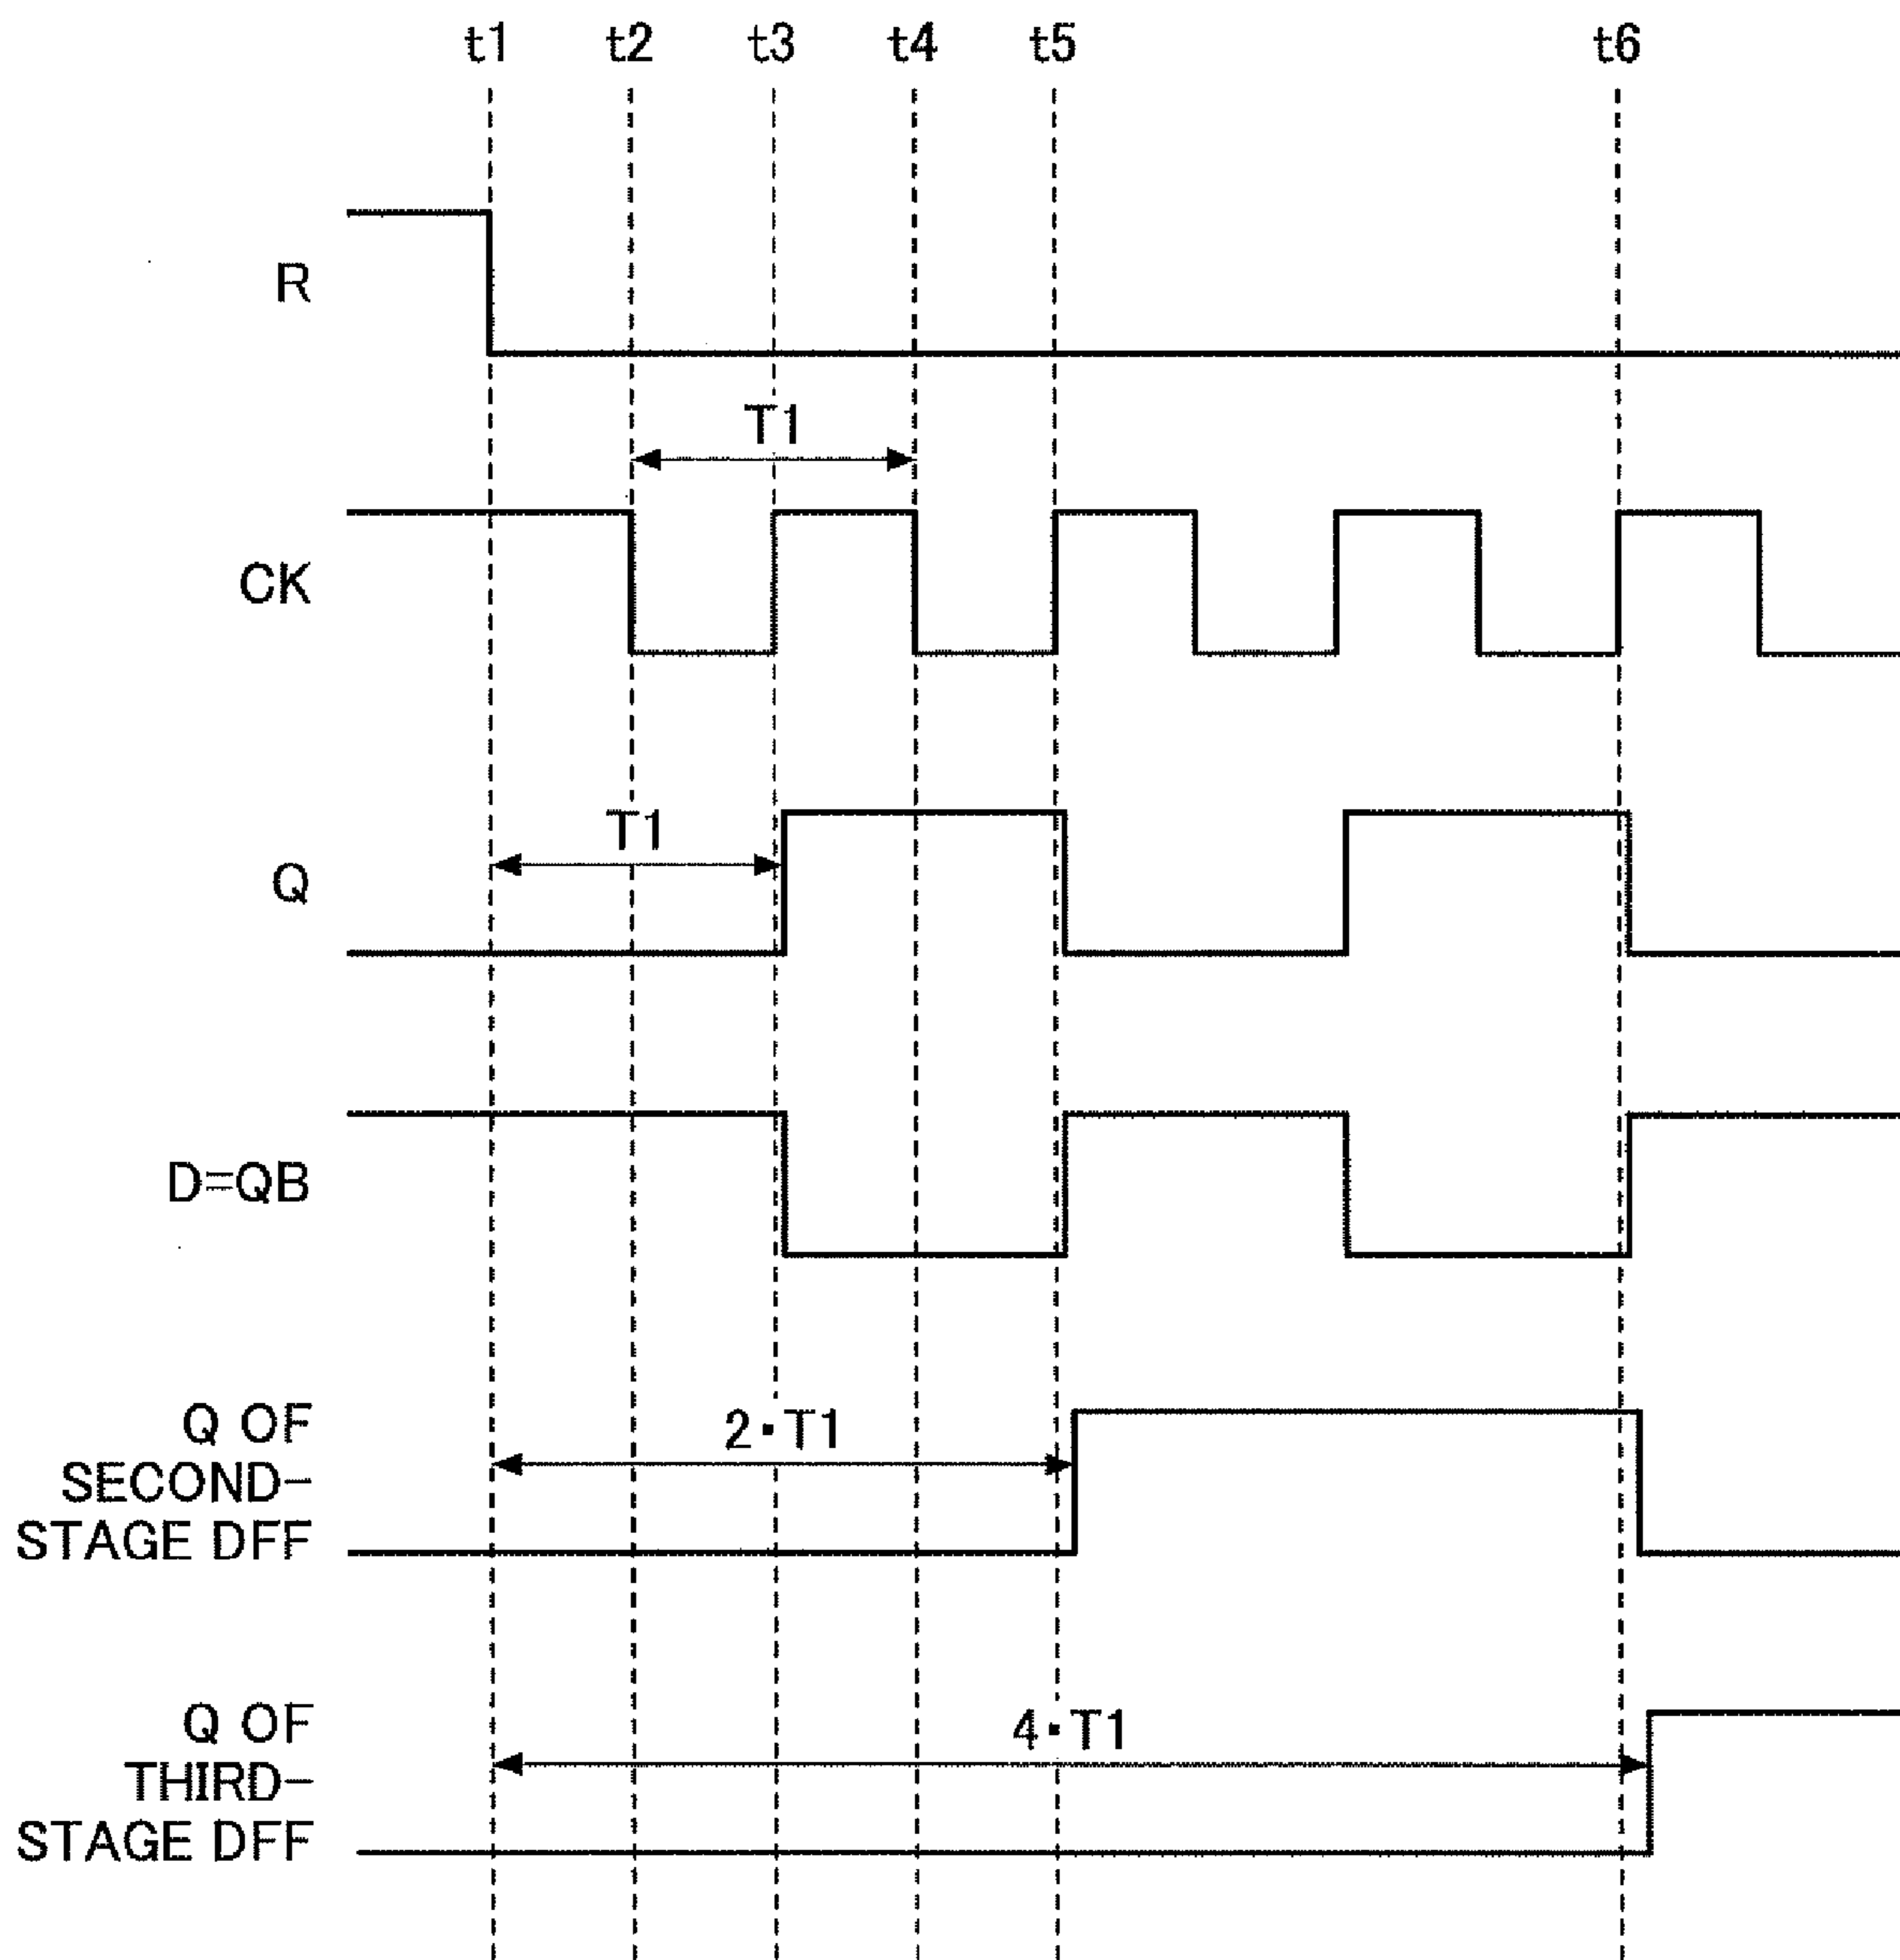 t1 t2 t3 t4 t5 t6
R
T1
CK
T1
Q
D=QB
Q OF
SECOND-
STAGE DFF
2·T1
Q OF
THIRD-
STAGE DFF
4·T1